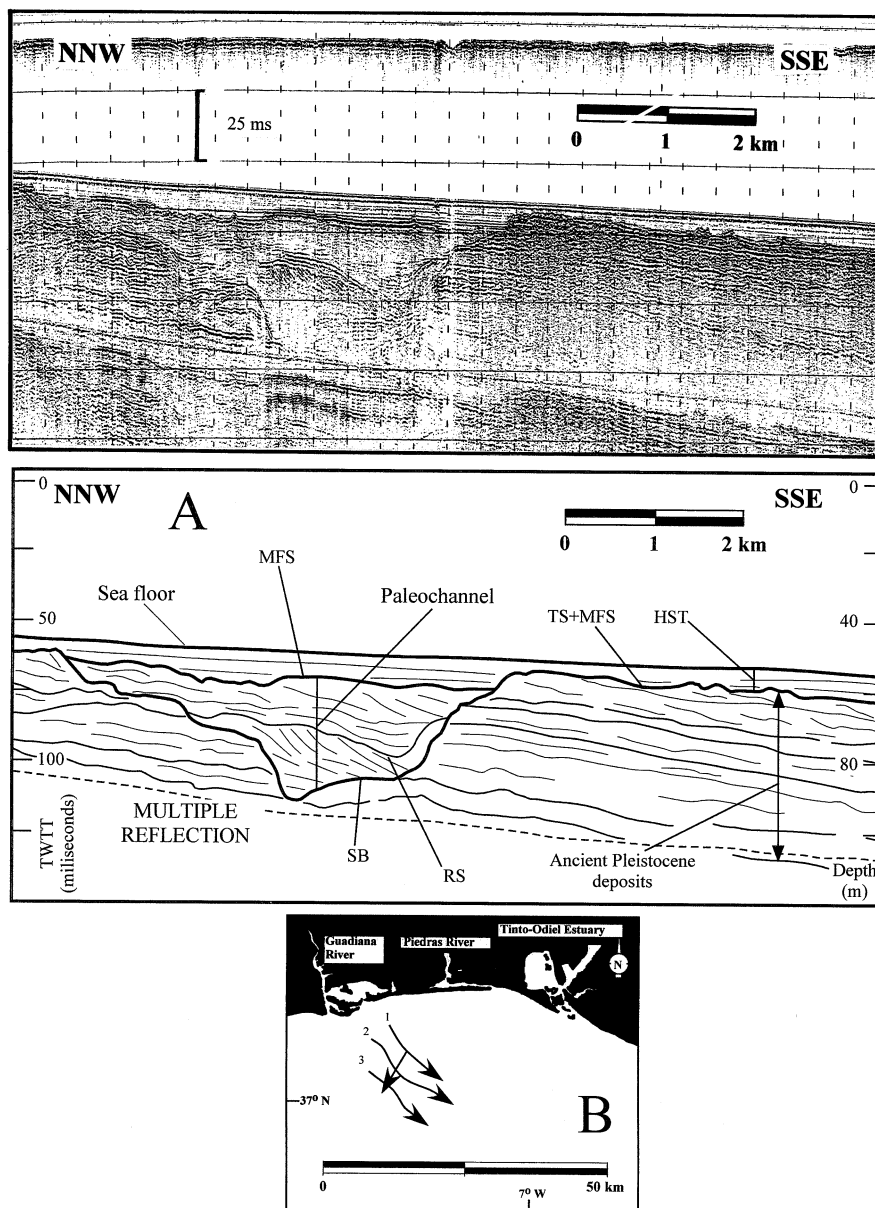 NNW
SSE
25 ms
0 1 2 km
0
NNW
A
SSE
0
0 1 2 km
MFS
Sea floor
Paleochannel
TS+MFS
HST
50
40
100
80
MULTIPLE
REFLECTION
TWTT
(miliseconds)
SB
RS
Ancient Pleistocene
deposits
Depth
(m)
Guadiana
River
Piedras River
Tinto-Odiel Estuary
N
1
2
3
37º N
B
0
50 km
7º W